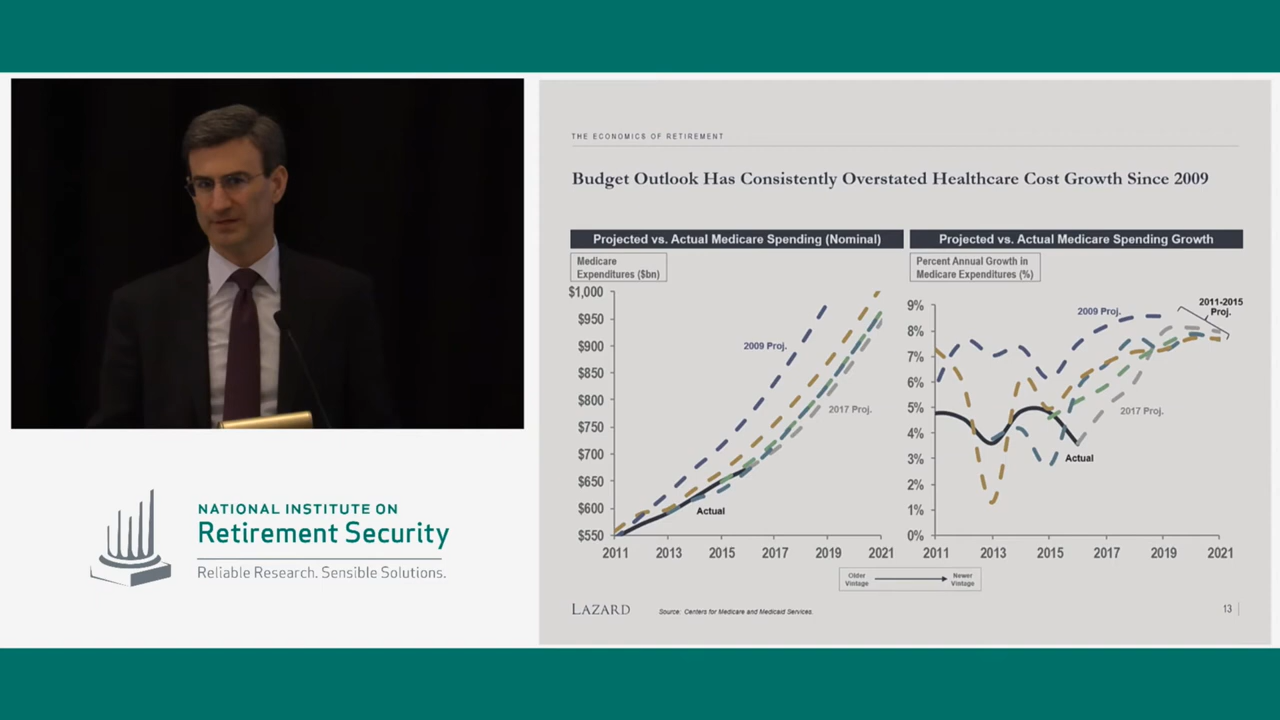 NATIONAL INSTITUTE ON
Retirement Security
Reliable Research. Sensible Solutions.
THE ECONOMICS OF RETIREMENT
Budget Outlook Has Consistently Overstated Healthcare Cost Growth Since 2009
Projected vs. Actual Medicare Spending (Nominal)
Medicare
Expenditures ($bn)
$1,000
$950
$900
$850
$800
$750
$700
$650
$600
$550
2009 Proj.
2017 Proj.
Actual
2011 2013 2015 2017 2019 2021
Projected vs. Actual Medicare Spending Growth
Percent Annual Growth in
Medicare Expenditures (%)
9%
8%
7%
6%
5%
4%
3%
2%
1%
0%
2009 Proj.
2011-2015
Proj.
2017 Proj.
Actual
2011 2013 2015 2017 2019 2021
Older
Vintage
Newer
Vintage
LAZARD
Source: Centers for Medicare and Medicaid Services.
13